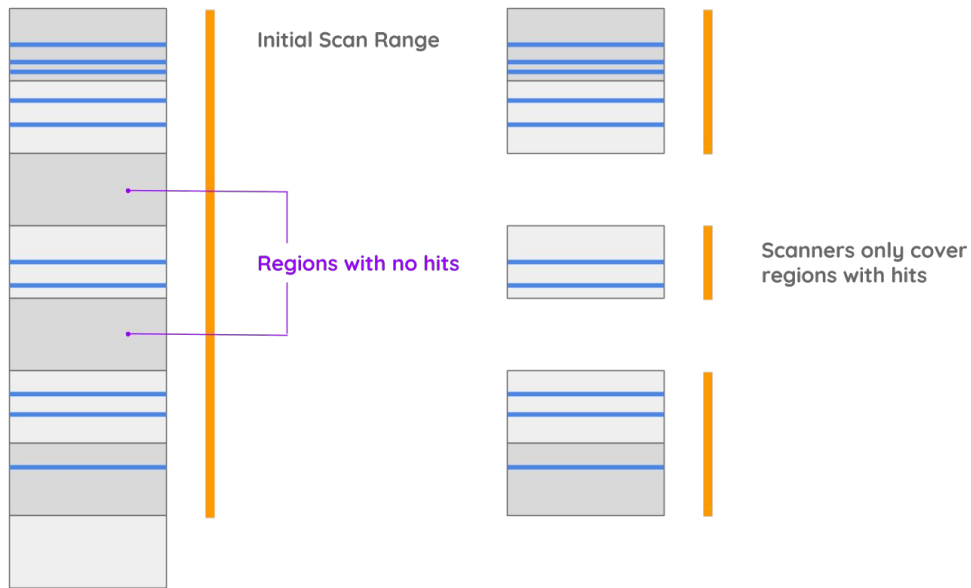 Initial Scan Range
Regions with no hits
Scanners only cover
regions with hits